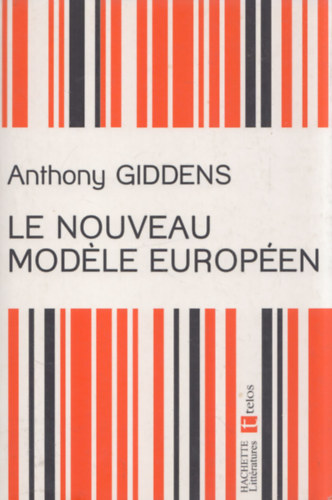 Anthony GIDDENS
LE NOUVEAU
MODÈLE EUROPÉEN
HACHETTE
Littératures
t telos